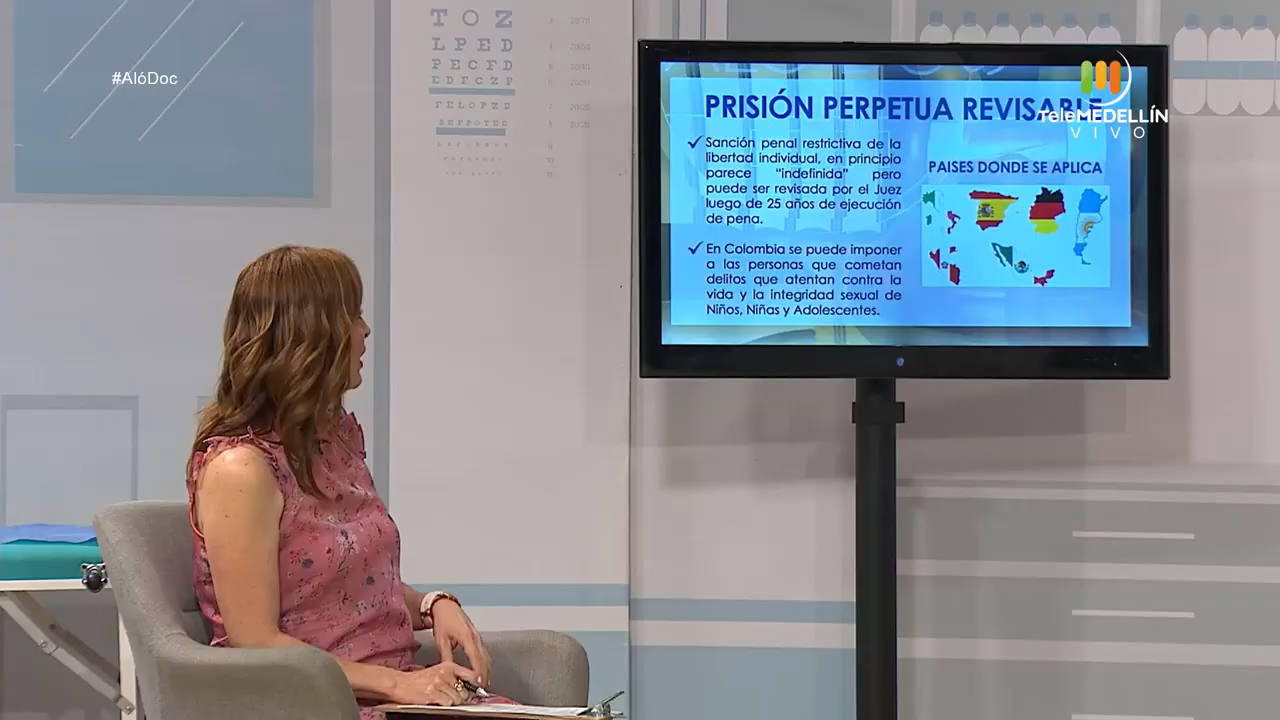 #AlóDoc
TOZ
LPED
PECFD
EDFCZP
PRISIÓN PERPETUA REVISABLE
TeleMEDELLÍN
VIVO
✓ Sanción penal restrictiva de la
libertad individual, en principio
parece “indefinida” pero
puede ser revisada por el Juez
luego de 25 años de ejecución
de pena.
PAISES DONDE SE APLICA
✓ En Colombia se puede imponer
a las personas que cometan
delitos que atentan contra la
vida y la integridad sexual de
Niños, Niñas y Adolescentes.